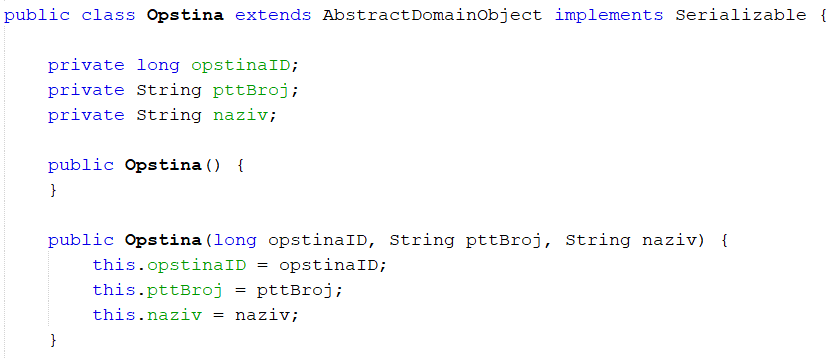 public class Opstina extends AbstractDomainObject implements Serializable {
private long opstinaID;
private String pttBroj;
private String naziv;
public Opstina() {
}
public Opstina(long opstinaID, String pttBroj, String naziv) {
this.opstinaID = opstinaID;
this.pttBroj = pttBroj;
this.naziv = naziv;
}